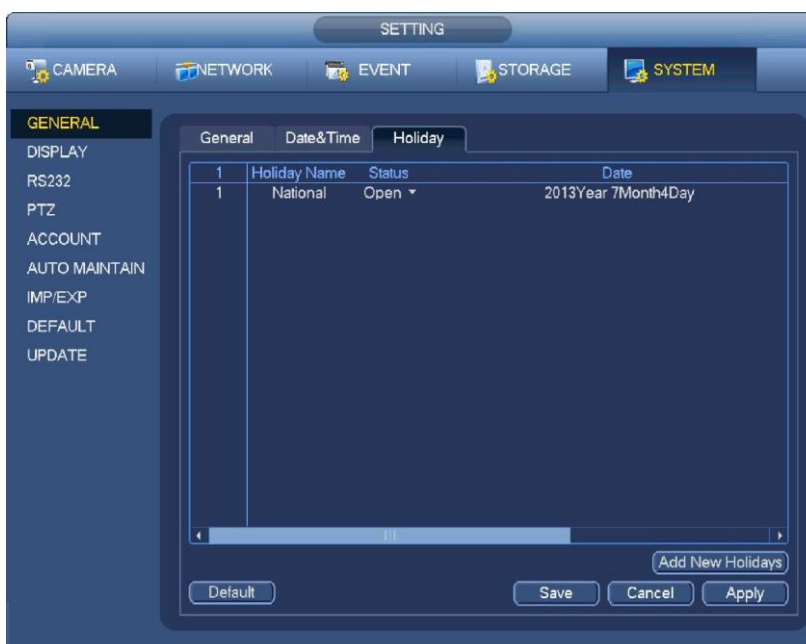 SETTING
CAMERA NETWORK EVENT STORAGE SYSTEM
GENERAL
DISPLAY
RS232
PTZ
ACCOUNT
AUTO MAINTAIN
IMP/EXP
DEFAULT
UPDATE
General Date&Time Holiday
1 Holiday Name Status Date
1 National Open 2013Year 7Month4Day
Add New Holidays
Default Save Cancel Apply